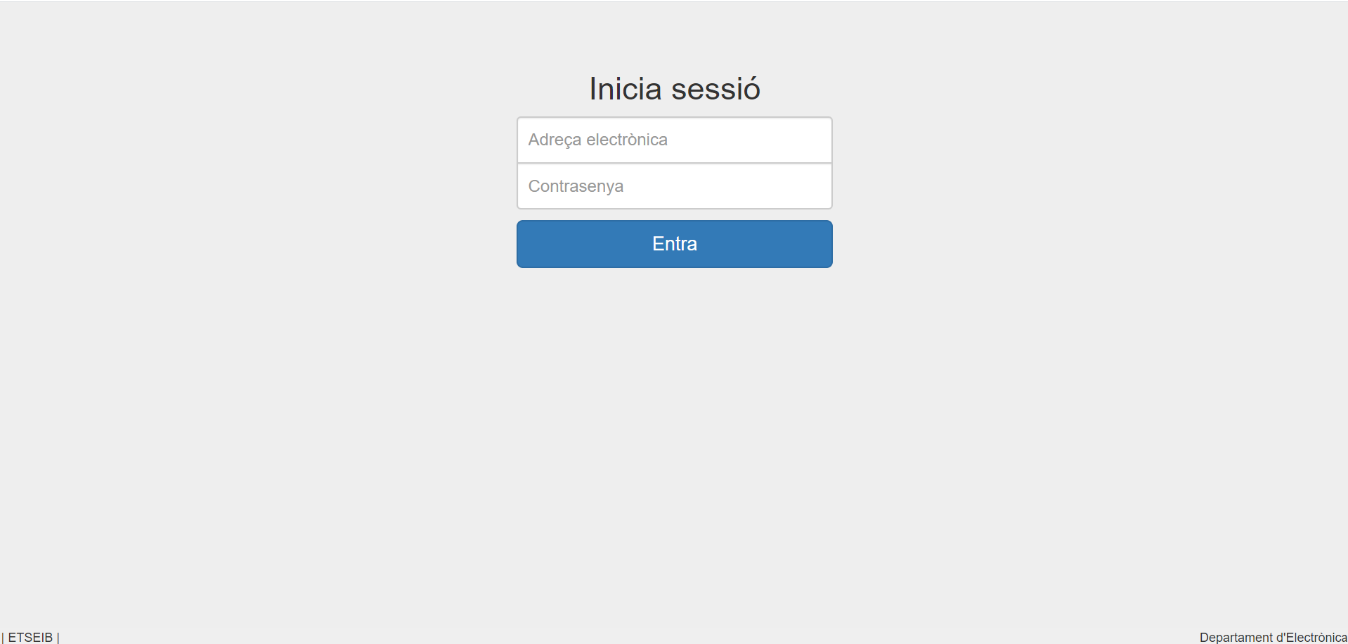 Inicia sessió
Adreça electrònica
Contrasenya
Entra
| ETSEIB |
Departament d'Electrònica